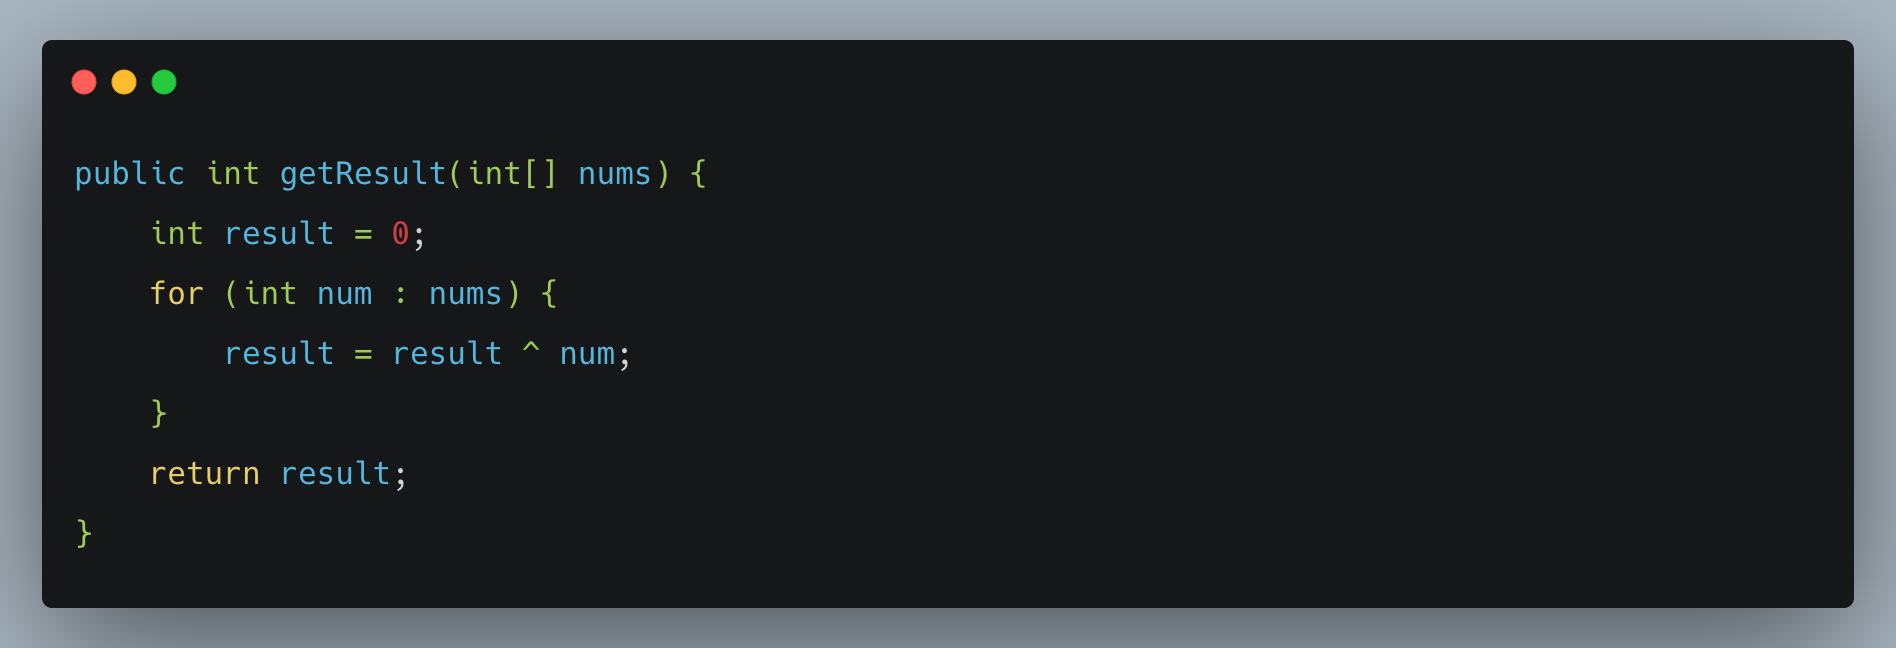 public int getResult(int[] nums) {
    int result = 0;
    for (int num : nums) {
        result = result ^ num;
    }
    return result;
}